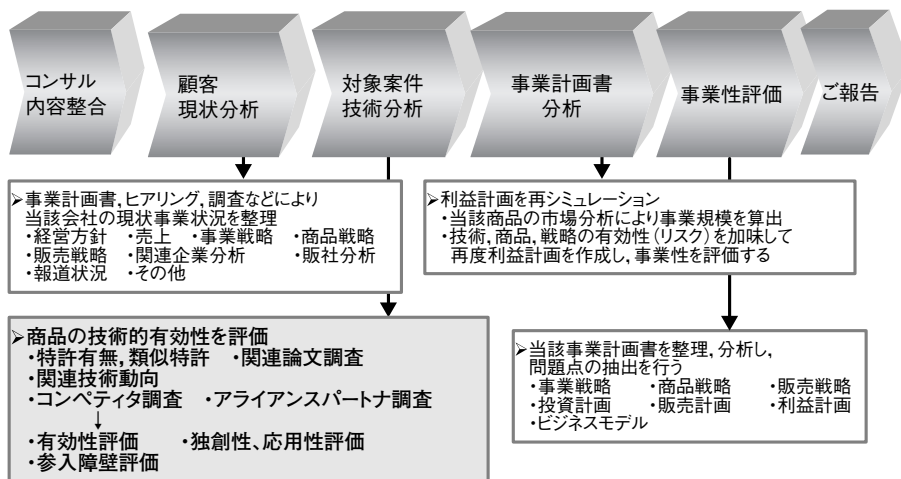 コンサル
内容整合
顧客
現状分析
対象案件
技術分析
事業計画書
分析
事業性評価
ご報告
➢事業計画書,ヒアリング,調査などにより
当該会社の現状事業状況を整理
・経営方針 ・売上 ・事業戦略 ・商品戦略
・販売戦略 ・関連企業分析 ・販社分析
・報道状況 ・その他
➢利益計画を再シミュレーション
・当該商品の市場分析により事業規模を算出
・技術,商品,戦略の有効性(リスク)を加味して
再度利益計画を作成し,事業性を評価する
➢商品の技術的有効性を評価
・特許有無,類似特許 ・関連論文調査
・関連技術動向
・コンペティタ調査 ・アライアンスパートナ調査
・有効性評価 ・独創性、応用性評価
・参入障壁評価
➢当該事業計画書を整理,分析し,
問題点の抽出を行う
・事業戦略 ・商品戦略 ・販売戦略
・投資計画 ・販売計画 ・利益計画
・ビジネスモデル